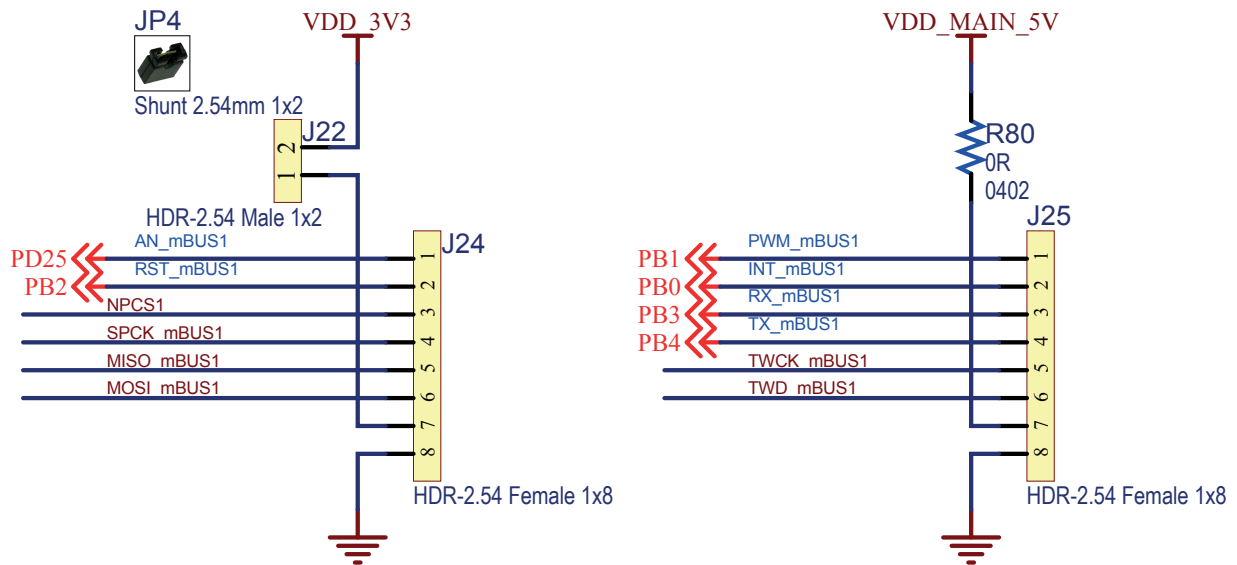 JP4
Shunt 2.54mm 1x2
VDD_3V3
J22
2
1
HDR-2.54 Male 1x2
J24
PD25
AN_mBUS1
1
PB2
RST_mBUS1
2
NPCS1
3
SPCK_mBUS1
4
MISO_mBUS1
5
MOSI_mBUS1
6
7
8
HDR-2.54 Female 1x8
VDD_MAIN_5V
R80
0R
0402
J25
PB1
PWM_mBUS1
1
PB0
INT_mBUS1
2
PB3
RX_mBUS1
3
PB4
TX_mBUS1
4
TWCK_mBUS1
5
TWD_mBUS1
6
7
8
HDR-2.54 Female 1x8